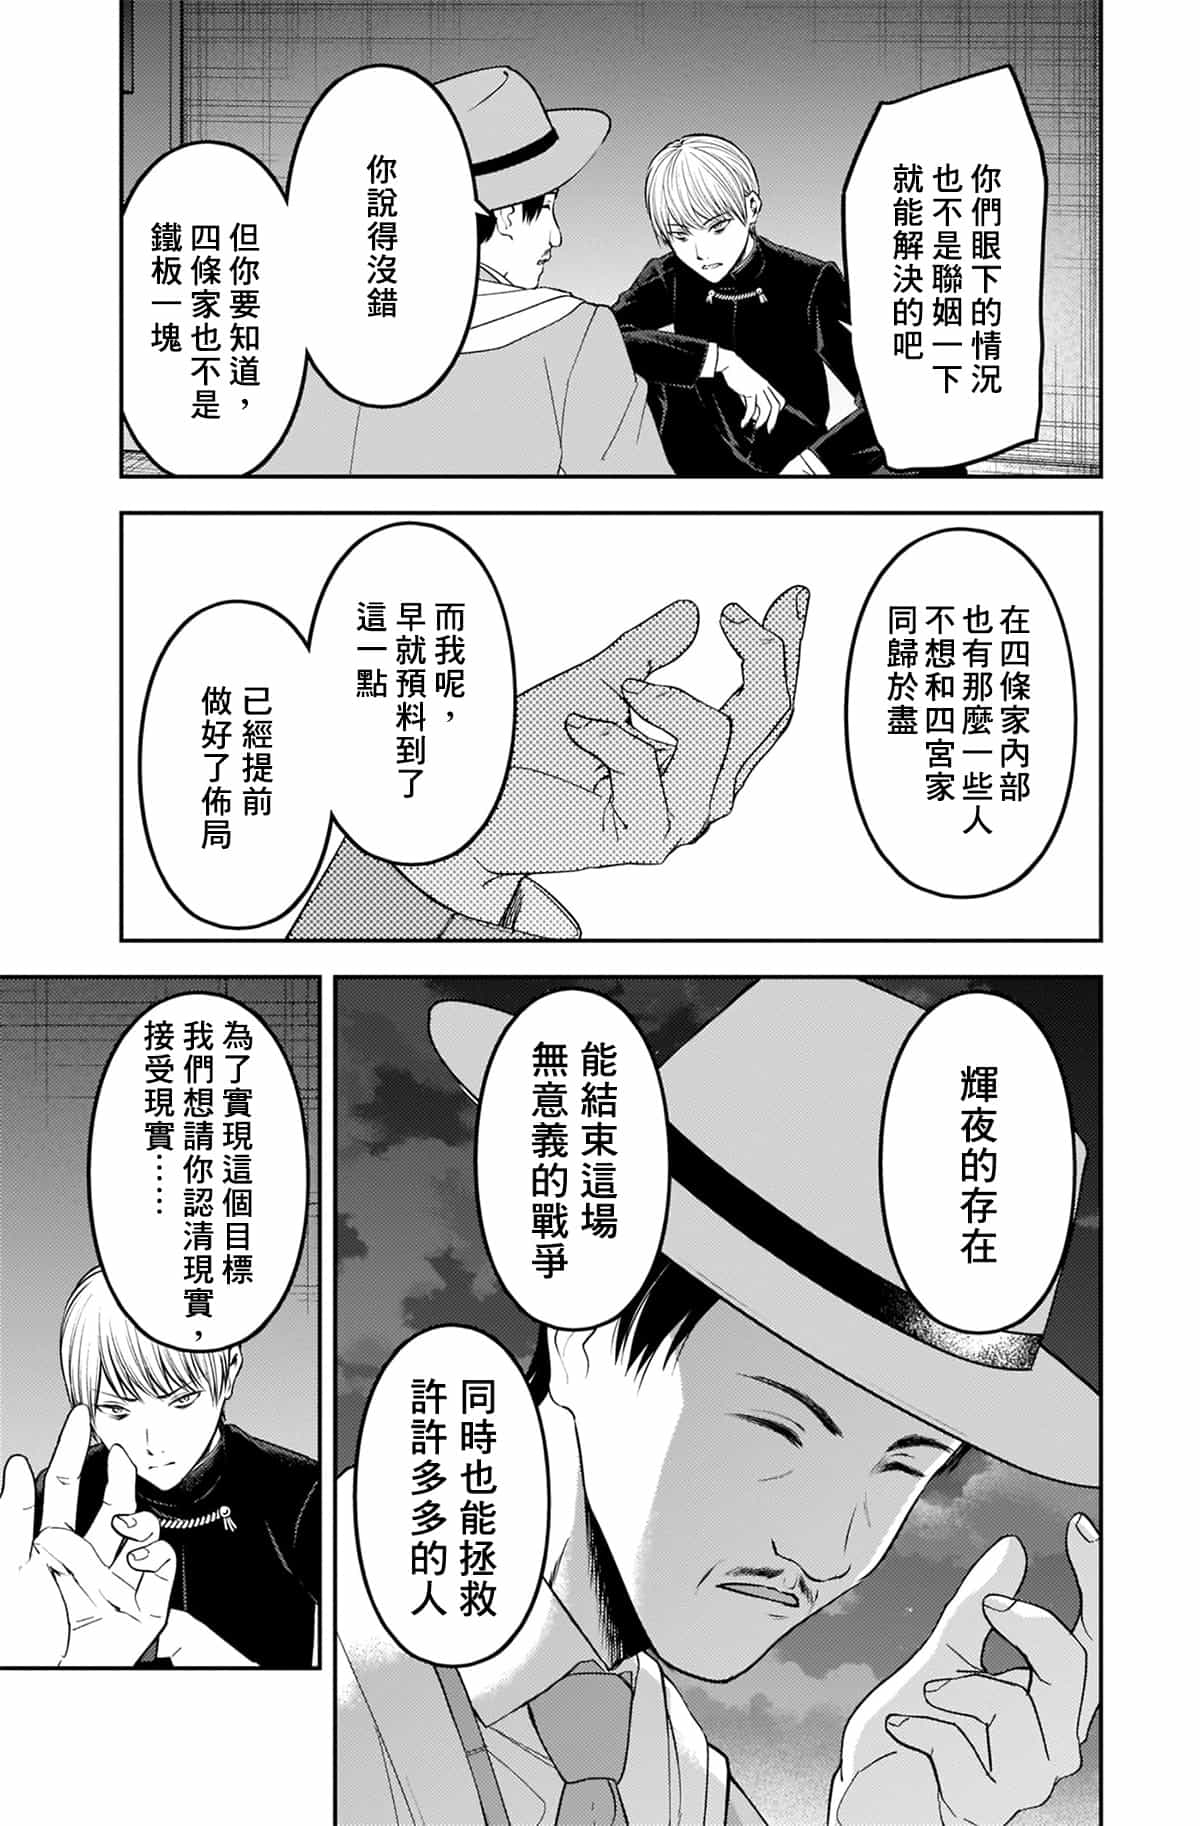 你們眼下的情況
也不是聯姻一下
就能解決的吧
你說得沒錯
但你要知道，
四條家也不是
鐵板一塊
在四條家內部
也有那麼一些人
不想和四宮家
同歸於盡
而我呢，
早就預料到了
這一點
已經提前
做好了佈局
輝夜的存在
能結束這場
無意義的戰爭
同時也能拯救
許許多多的人
為了實現這個目標
我們想請你認清現實，
接受現實……